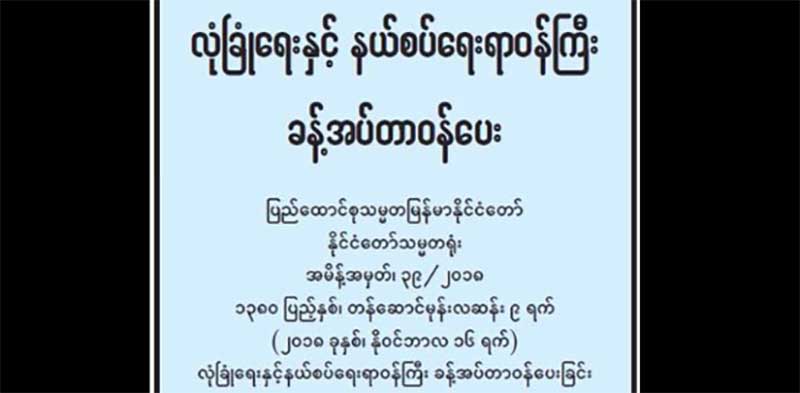 လုံခြုံရေးနှင့် နယ်စပ်ရေးရာဝန်ကြီး
ခန့်အပ်တာဝန်ပေး
ပြည်ထောင်စုသမ္မတမြန်မာနိုင်ငံတော်
နိုင်ငံတော်သမ္မတရုံး
အမိန့်အမှတ်၊ ၃၉/၂၀၁၈
၁၃၈၀ ပြည့်နှစ်၊ တန်ဆောင်မုန်းလဆန်း ၉ ရက်
(၂၀၁၈ ခုနှစ်၊ နိုဝင်ဘာလ ၁၆ ရက်)
လုံခြုံရေးနှင့်နယ်စပ်ရေးရာဝန်ကြီး ခန့်အပ်တာဝန်ပေးခြင်း